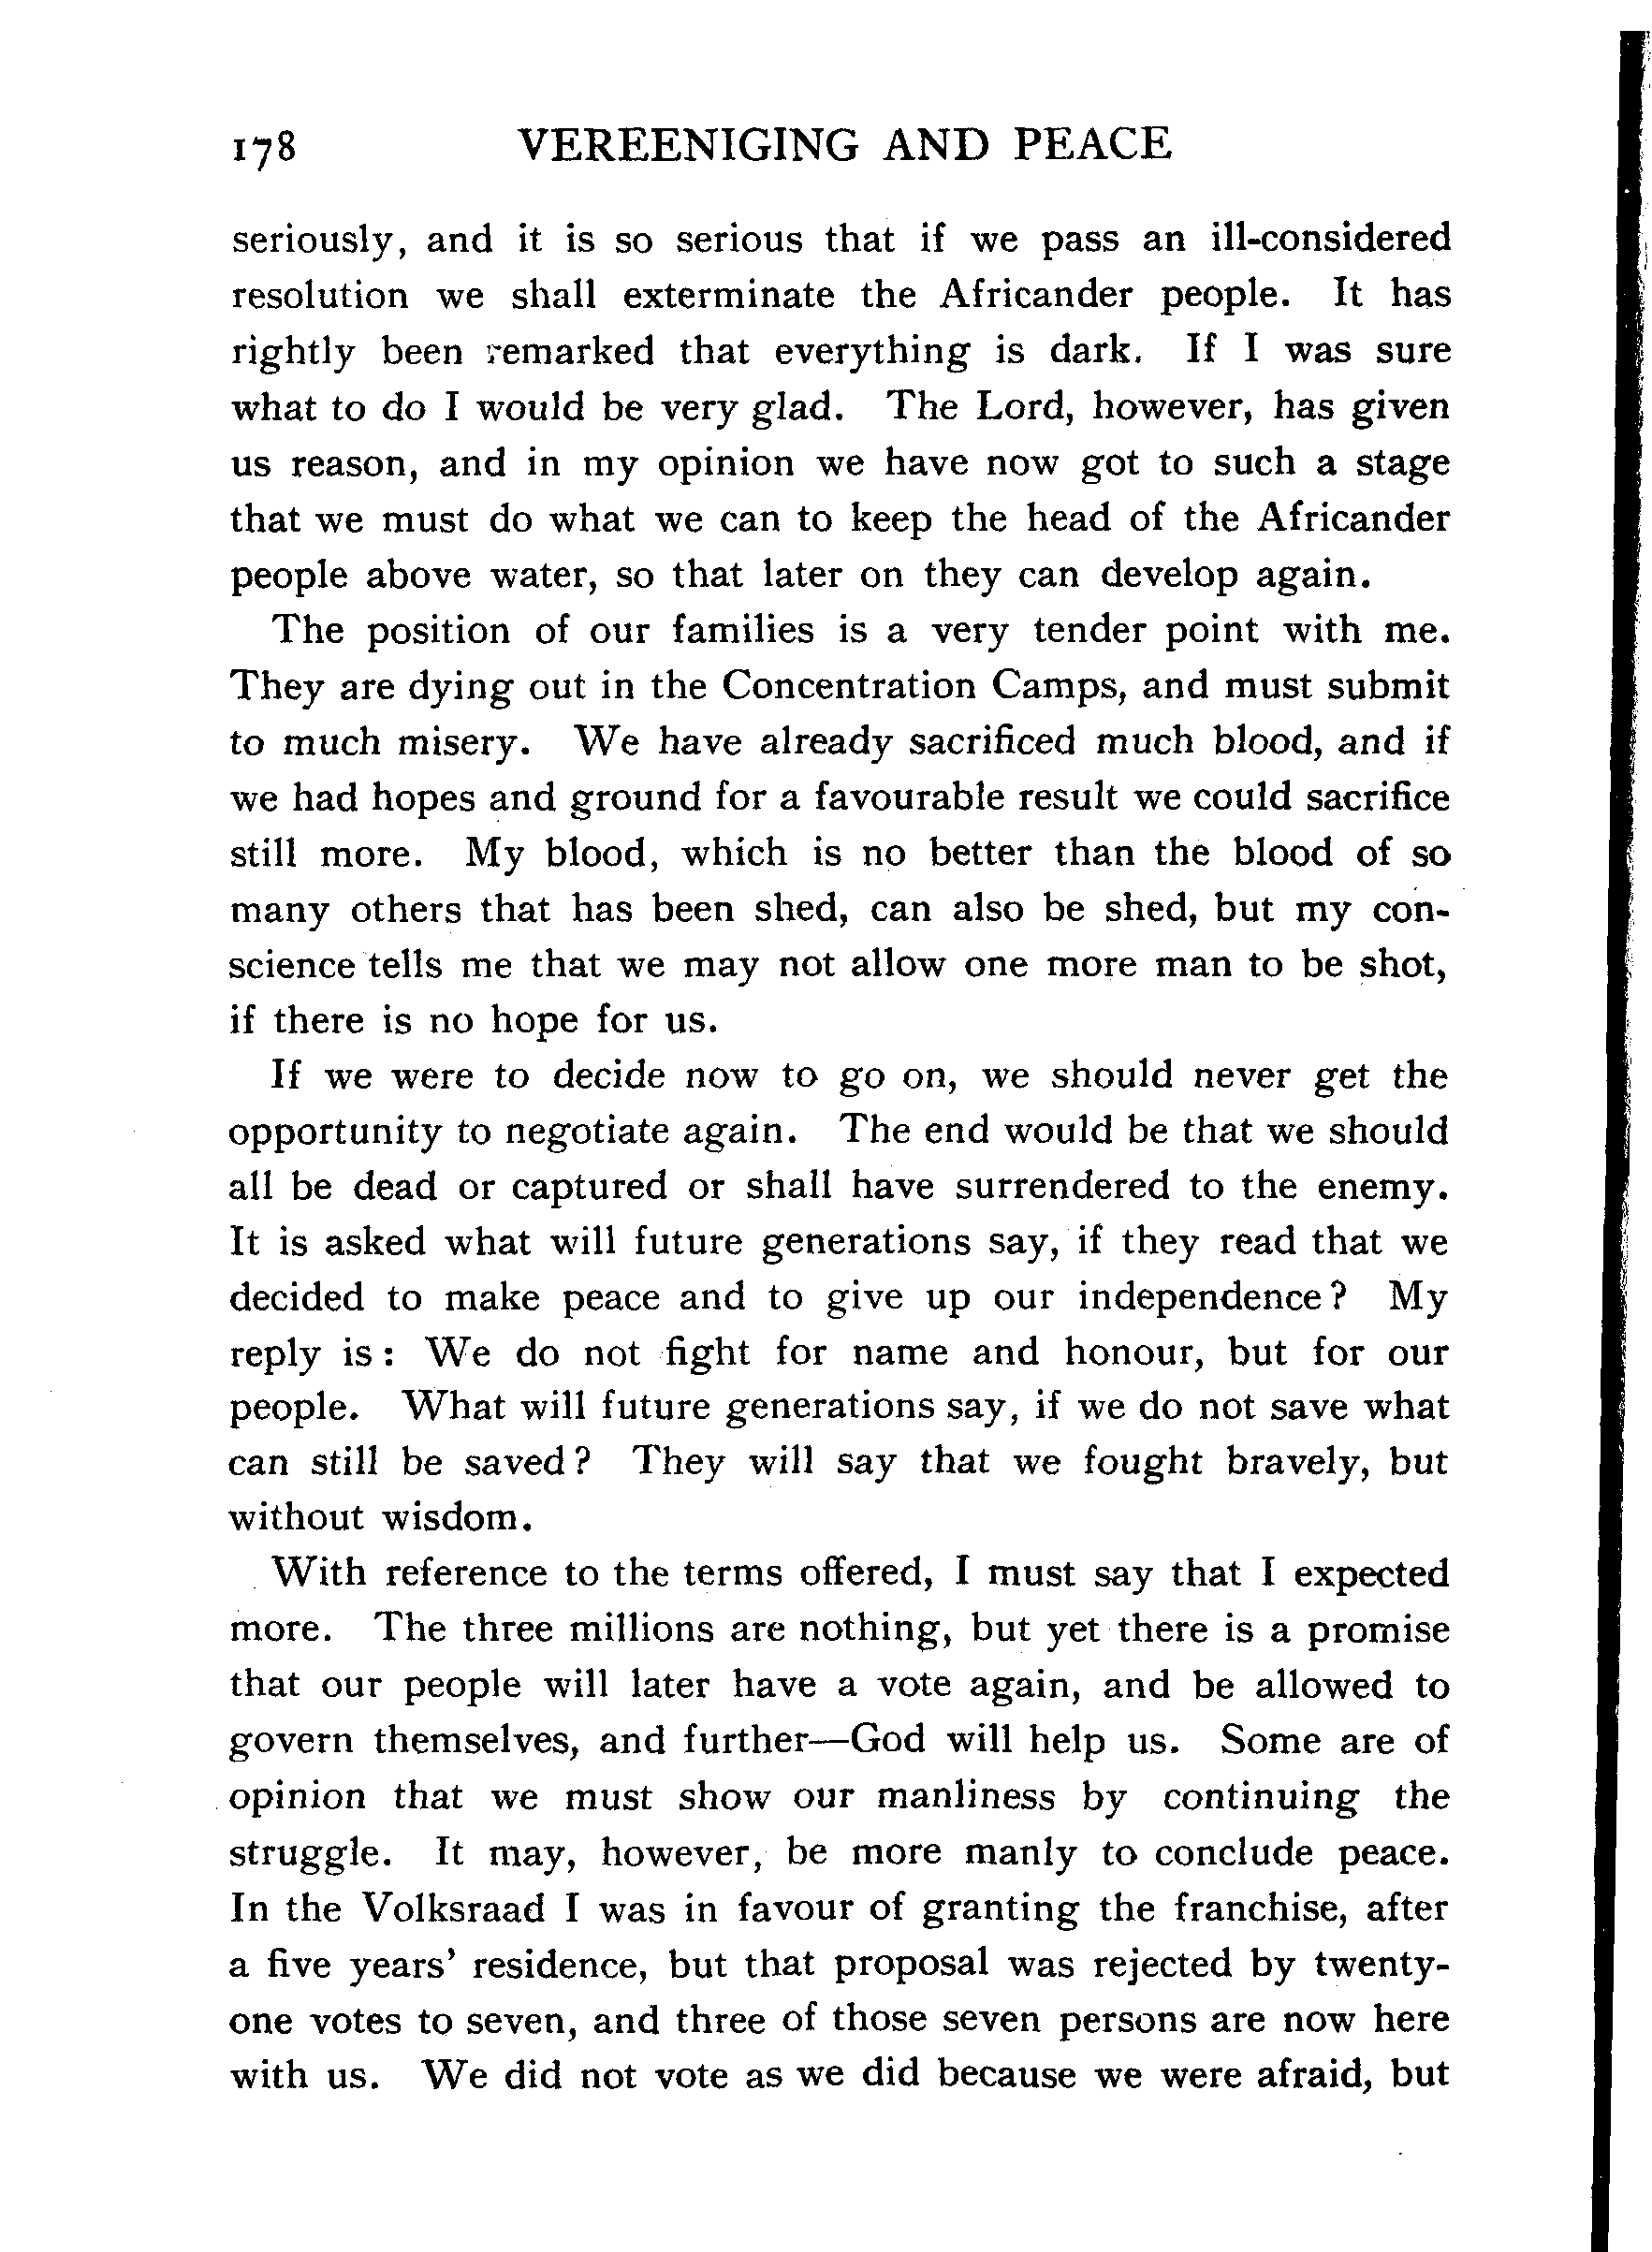 178 VEREENIGING AND PEACE
seriously, and it is so serious that if we pass an ill-considered
resolution we shall exterminate the Africander people. It has
rightly been remarked that everything is dark. If I was sure
what to do I would be very glad. The Lord, however, has given
us reason, and in my opinion we have now got to such a stage
that we must do what we can to keep the head of the Africander
people above water, so that later on they can develop again.
The position of our families is a very tender point with me.
They are dying out in the Concentration Camps, and must submit
to much misery. We have already sacrificed much blood, and if
we had hopes and ground for a favourable result we could sacrifice
still more. My blood, which is no better than the blood of so
many others that has been shed, can also be shed, but my con-
science tells me that we may not allow one more man to be shot,
if there is no hope for us.
If we were to decide now to go on, we should never get the
opportunity to negotiate again. The end would be that we should
all be dead or captured or shall have surrendered to the enemy.
It is asked what will future generations say, if they read that we
decided to make peace and to give up our independence? My
reply is: We do not fight for name and honour, but for our
people. What will future generations say, if we do not save what
can still be saved? They will say that we fought bravely, but
without wisdom.
With reference to the terms offered, I must say that I expected
more. The three millions are nothing, but yet there is a promise
that our people will later have a vote again, and be allowed to
govern themselves, and further—God will help us. Some are of
opinion that we must show our manliness by continuing the
struggle. It may, however, be more manly to conclude peace.
In the Volksraad I was in favour of granting the franchise, after
a five years' residence, but that proposal was rejected by twenty-
one votes to seven, and three of those seven persons are now here
with us. We did not vote as we did because we were afraid, but